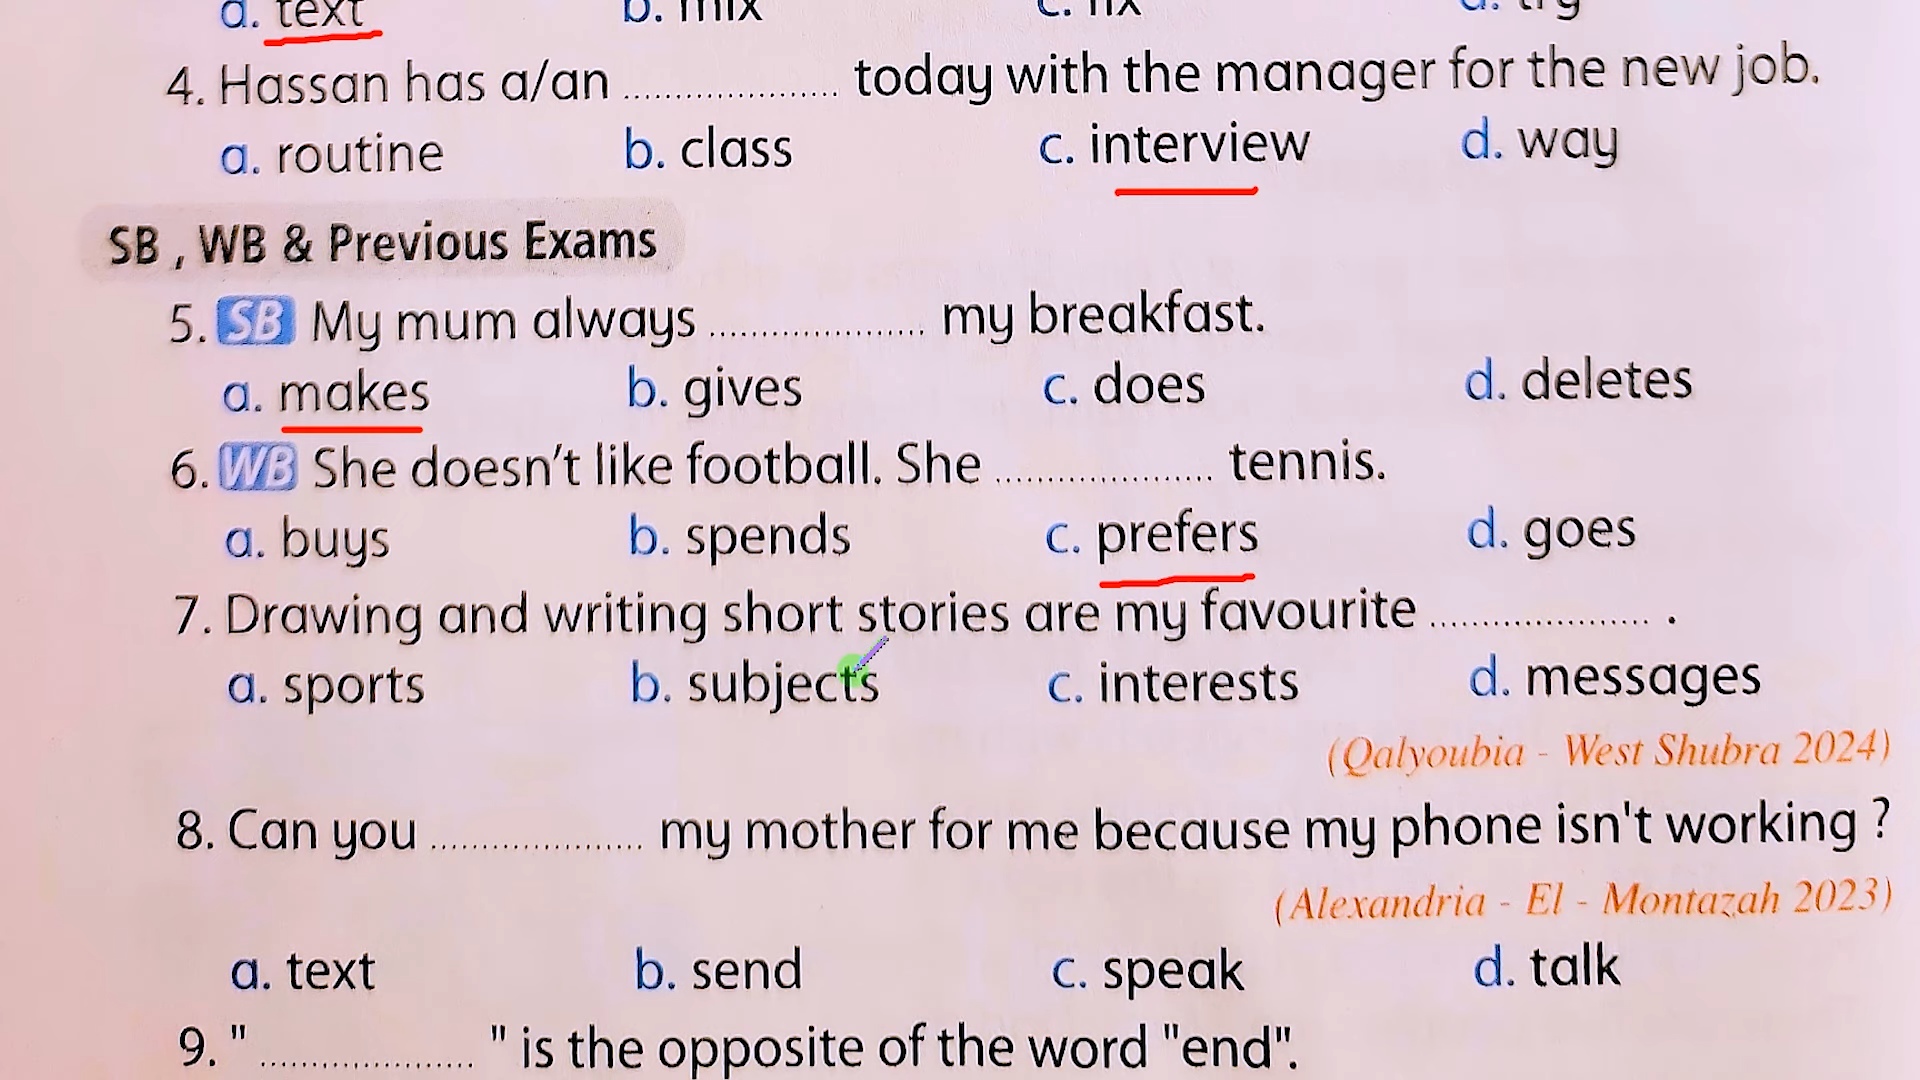 a. text b. mix c. fix d. try
4. Hassan has a/an .................... today with the manager for the new job.
a. routine b. class c. interview d. way
SB , WB & Previous Exams
5. SB My mum always .................... my breakfast.
a. makes b. gives c. does d. deletes
6. WB She doesn't like football. She .................... tennis.
a. buys b. spends c. prefers d. goes
7. Drawing and writing short stories are my favourite .................... .
a. sports b. subjects c. interests d. messages
(Qalyoubia - West Shubra 2024)
8. Can you .................... my mother for me because my phone isn't working ?
(Alexandria - El - Montazah 2023)
a. text b. send c. speak d. talk
9. " .................... " is the opposite of the word "end".